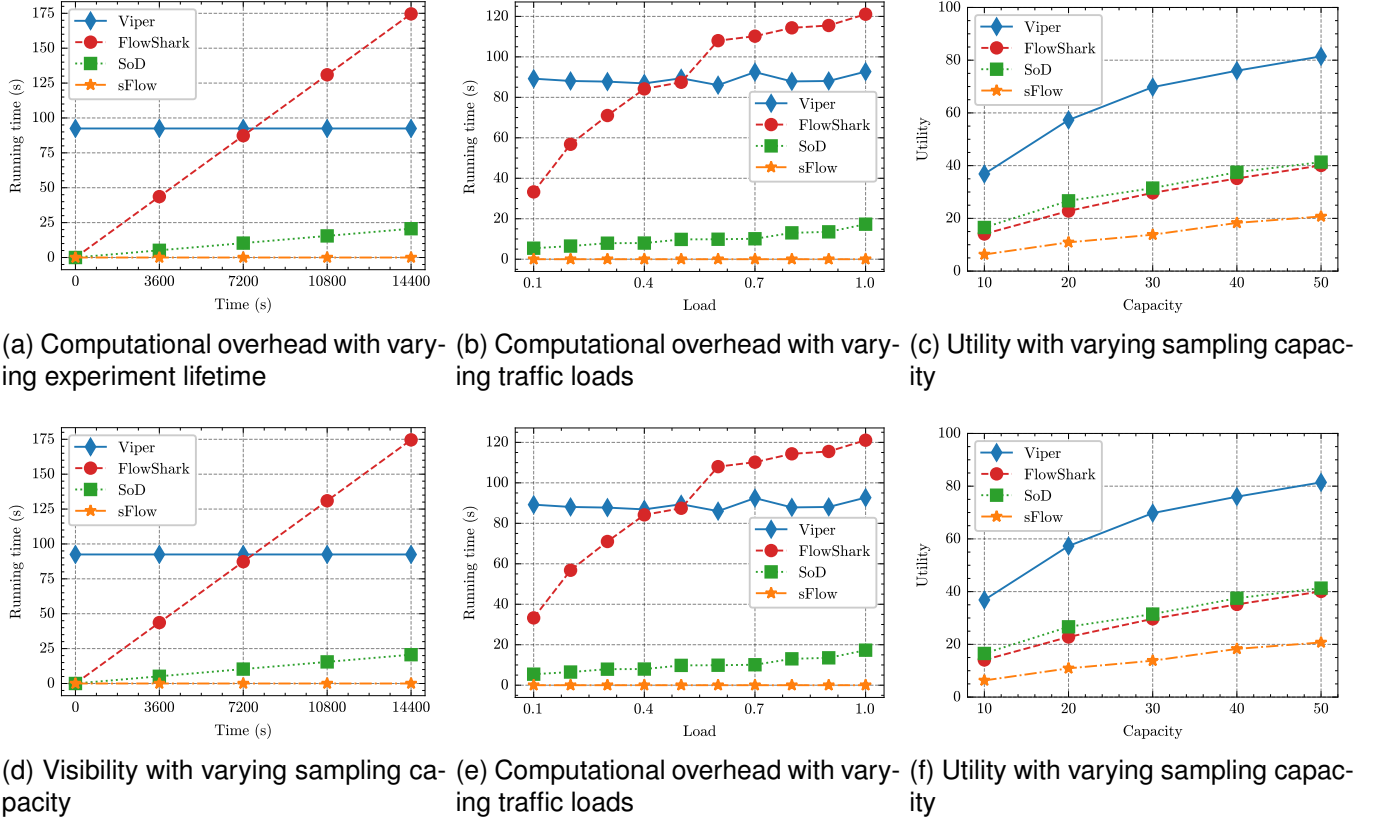 Viper
FlowShark
SoD
sFlow
175
150
125
100
75
50
25
0
Running time (s)
0 3600 7200 10800 14400
Time (s)
(a) Computational overhead with vary-
ing experiment lifetime
120
100
80
60
40
20
0
Running time (s)
Viper
FlowShark
SoD
sFlow
0.1 0.4 0.7 1.0
Load
(b) Computational overhead with vary-
ing traffic loads
100
80
60
40
20
0
Utility
Viper
FlowShark
SoD
sFlow
10 20 30 40 50
Capacity
(c) Utility with varying sampling capac-
ity
Viper
FlowShark
SoD
sFlow
175
150
125
100
75
50
25
0
Running time (s)
0 3600 7200 10800 14400
Time (s)
(d) Visibility with varying sampling ca-
pacity
120
100
80
60
40
20
0
Running time (s)
Viper
FlowShark
SoD
sFlow
0.1 0.4 0.7 1.0
Load
(e) Computational overhead with vary-
ing traffic loads
100
80
60
40
20
0
Utility
Viper
FlowShark
SoD
sFlow
10 20 30 40 50
Capacity
(f) Utility with varying sampling capac-
ity